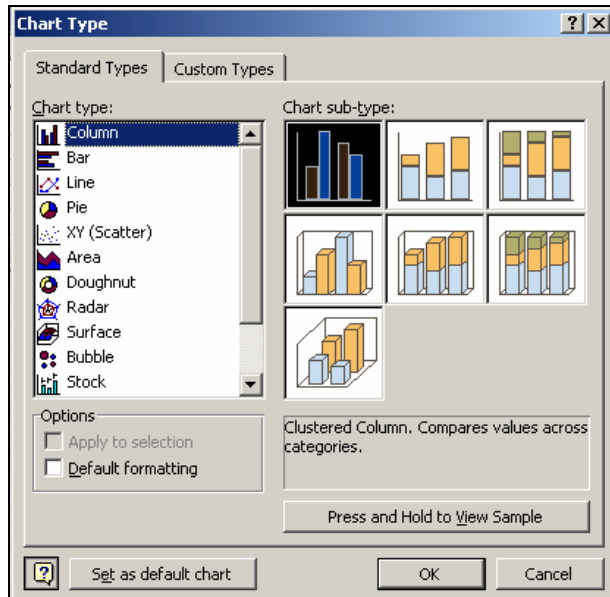 Chart Type
Standard Types
Custom Types
Chart type:
Column
Bar
Line
Pie
XY (Scatter)
Area
Doughnut
Radar
Surface
Bubble
Stock
Chart sub-type:
Options
Apply to selection
Default formatting
Clustered Column. Compares values across
categories.
Press and Hold to View Sample
Set as default chart
OK
Cancel